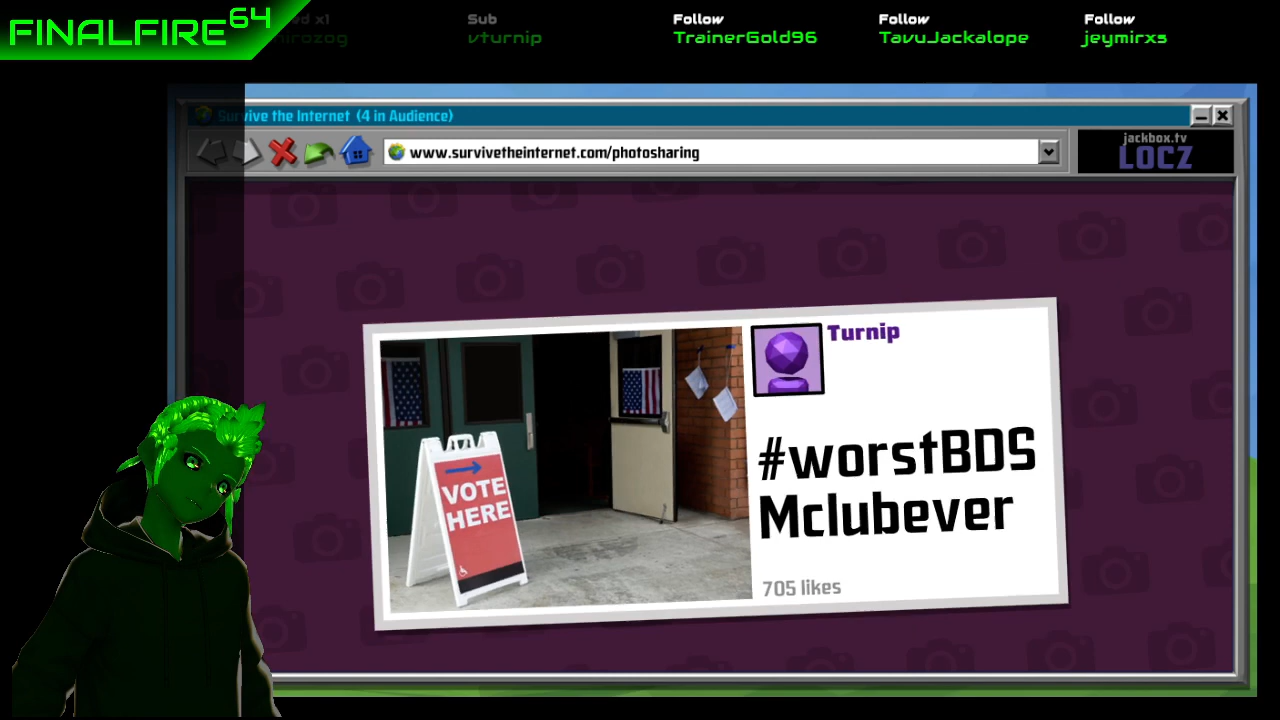 FINALFIRE64
x1
Sub
vturnip
Follow
TrainerGold96
Follow
TavuJackalope
Follow
jeymirxs
Survive the Internet (4 in Audience)
www.survivetheinternet.com/photosharing
jackbox.tv
LOCZ
Turnip
VOTE
HERE
#worstBDS
Mclubever
705 likes